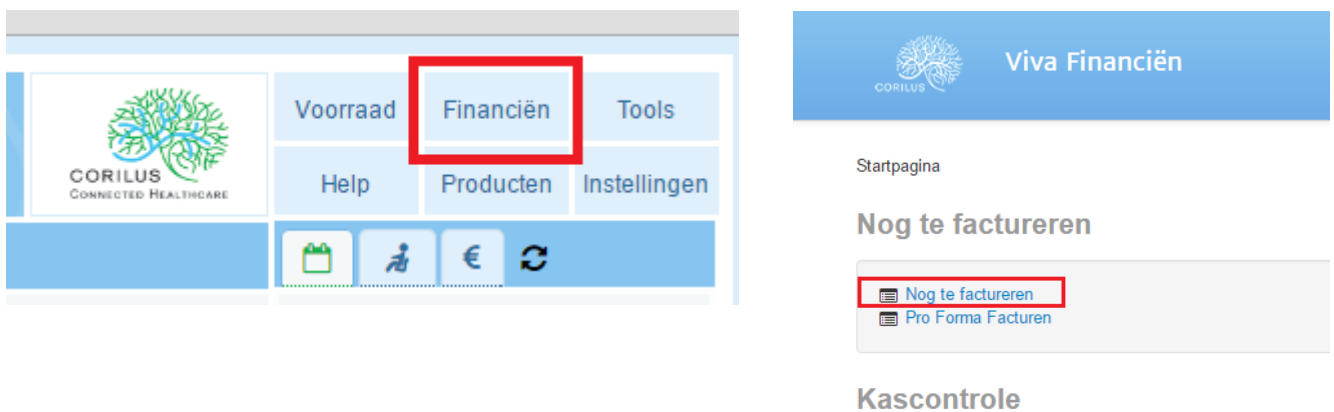 Voorraad Financiën Tools
CORILUS
CONNECTED HEALTHCARE
Help Producten Instellingen
€
CORILUS
Viva Financiën
Startpagina
Nog te factureren
Nog te factureren
Pro Forma Facturen
Kascontrole